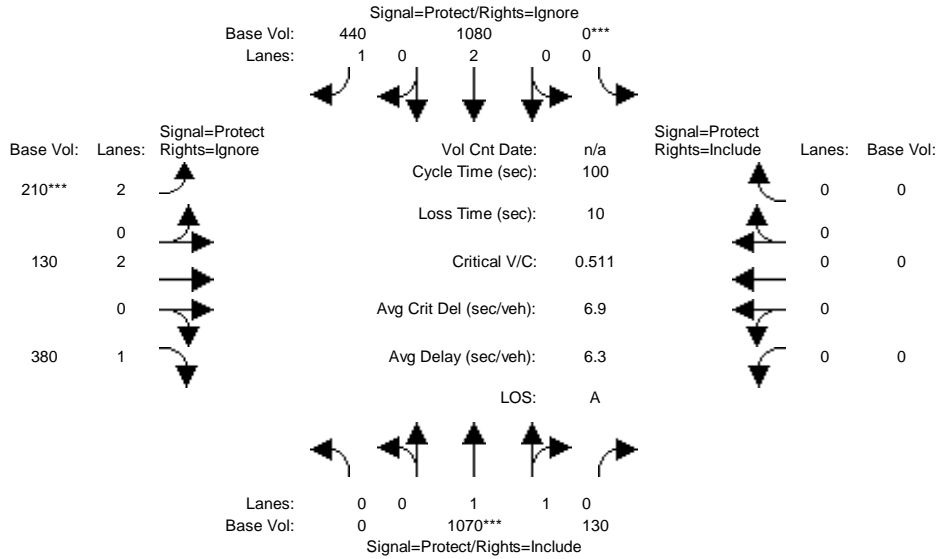 Signal=Protect/Rights=Ignore
Base Vol: 440 1080 0***
Lanes: 1 0 2 0 0
Signal=Protect Signal=Protect
Base Vol: Lanes: Rights=Ignore Vol Cnt Date: n/a Rights=Include Lanes: Base Vol:
Cycle Time (sec): 100
210*** 2 0 0
Loss Time (sec): 10
0 0
130 2 Critical V/C: 0.511 0 0
0 Avg Crit Del (sec/veh): 6.9 0
380 1 Avg Delay (sec/veh): 6.3 0 0
LOS: A
Lanes: 0 0 1 1 0
Base Vol: 0 1070*** 130
Signal=Protect/Rights=Include